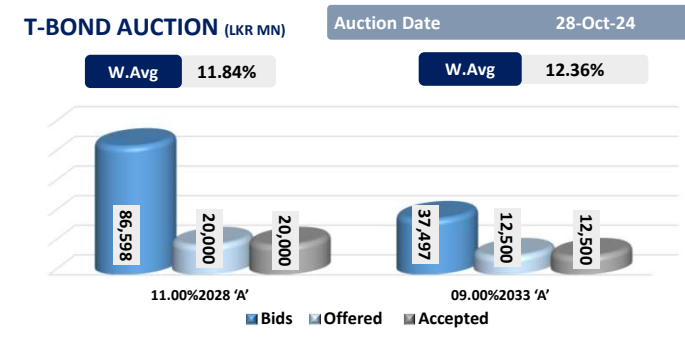 T-BOND AUCTION (LKR MN)
Auction Date 28-Oct-24
W.Avg 11.84%
W.Avg 12.36%
86,598
20,000
20,000
37,497
12,500
12,500
11.00%2028 ‘A’
09.00%2033 ‘A’
Bids Offered Accepted